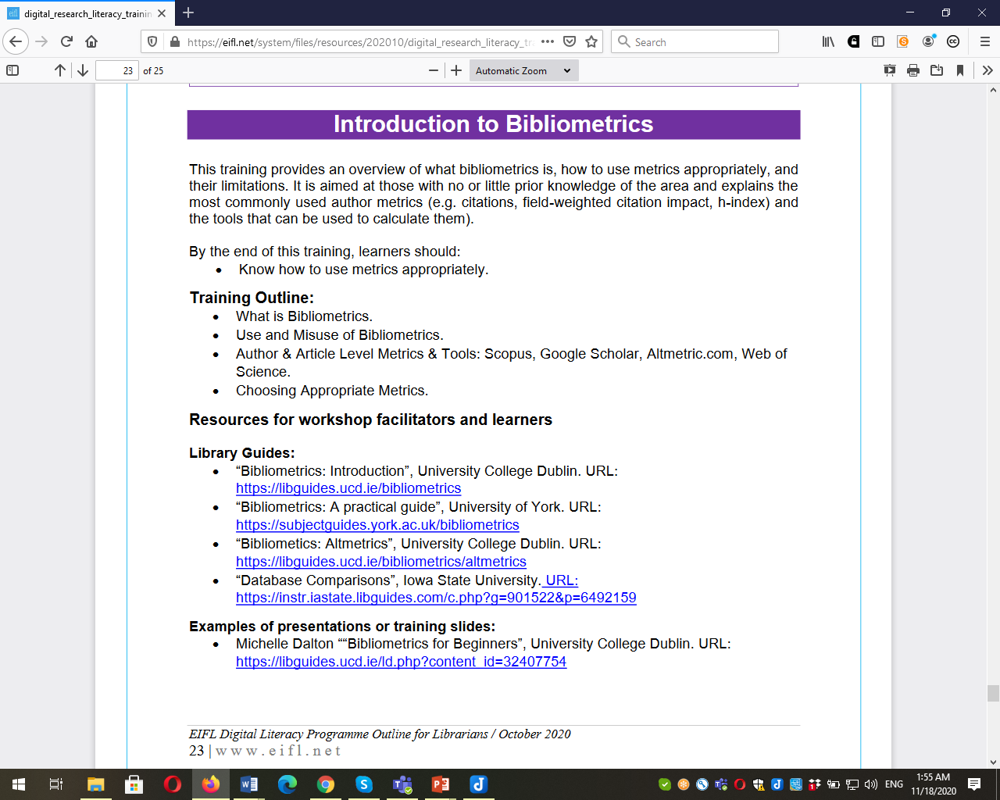 digital_research_literacy_trainin
https://eifl.net/system/files/resources/202010/digital_research_literacy_tr
Search
23 of 25
Automatic Zoom
Introduction to Bibliometrics
This training provides an overview of what bibliometrics is, how to use metrics appropriately, and
their limitations. It is aimed at those with no or little prior knowledge of the area and explains the
most commonly used author metrics (e.g. citations, field-weighted citation impact, h-index) and
the tools that can be used to calculate them).
By the end of this training, learners should:
• Know how to use metrics appropriately.
Training Outline:
• What is Bibliometrics.
• Use and Misuse of Bibliometrics.
• Author & Article Level Metrics & Tools: Scopus, Google Scholar, Altmetric.com, Web of
Science.
• Choosing Appropriate Metrics.
Resources for workshop facilitators and learners
Library Guides:
• “Bibliometrics: Introduction”, University College Dublin. URL:
https://libguides.ucd.ie/bibliometrics
• “Bibliometrics: A practical guide”, University of York. URL:
https://subjectguides.york.ac.uk/bibliometrics
• “Bibliometics: Altmetrics”, University College Dublin. URL:
https://libguides.ucd.ie/bibliometrics/altmetrics
• “Database Comparisons”, Iowa State University. URL:
https://instr.iastate.libguides.com/c.php?g=901522&p=6492159
Examples of presentations or training slides:
• Michelle Dalton ““Bibliometrics for Beginners”, University College Dublin. URL:
https://libguides.ucd.ie/ld.php?content_id=32407754
EIFL Digital Literacy Programme Outline for Librarians / October 2020
23 | www.eifl.net
ENG
1:55 AM
11/18/2020